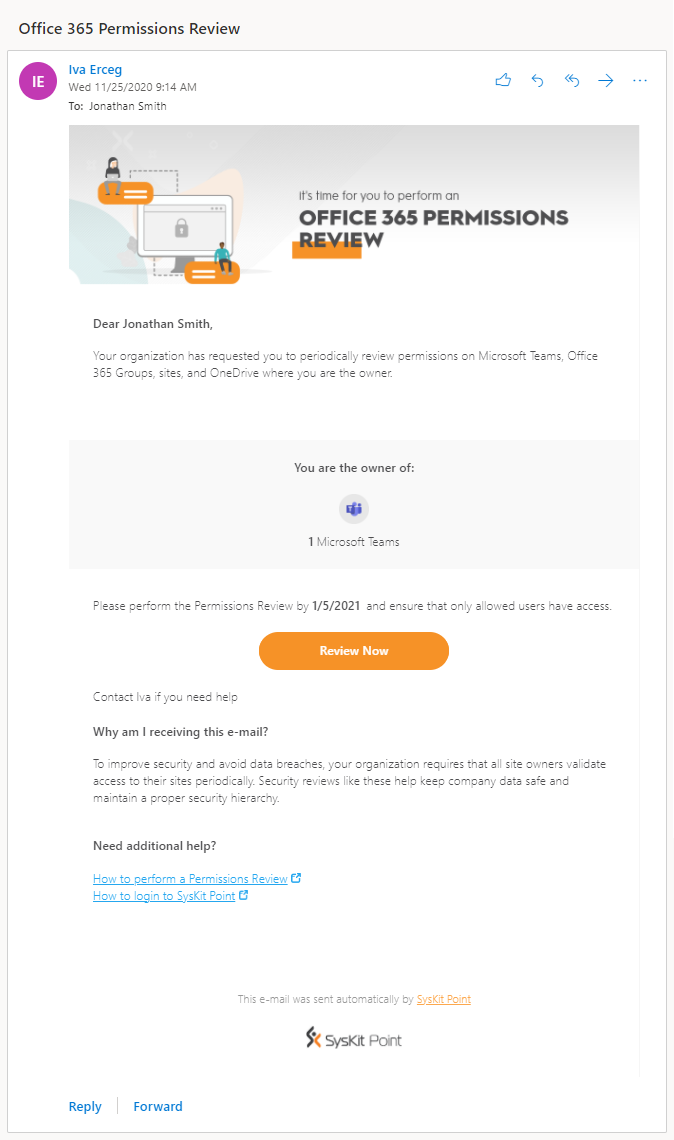 Office 365 Permissions Review
IE
Iva Erceg
Wed 11/25/2020 9:14 AM
To: Jonathan Smith
it's time for you to perform an
OFFICE 365 PERMISSIONS
REVIEW
Dear Jonathan Smith,
Your organization has requested you to periodically review permissions on Microsoft Teams, Office
365 Groups, sites, and OneDrive where you are the owner.
You are the owner of:
1 Microsoft Teams
Please perform the Permissions Review by 1/5/2021 and ensure that only allowed users have access.
Review Now
Contact Iva if you need help
Why am I receiving this e-mail?
To improve security and avoid data breaches, your organization requires that all site owners validate
access to their sites periodically. Security reviews like these help keep company data safe and
maintain a proper security hierarchy.
Need additional help?
How to perform a Permissions Review
How to login to SysKit Point
This e-mail was sent automatically by SysKit Point
SysKit Point
Reply
Forward